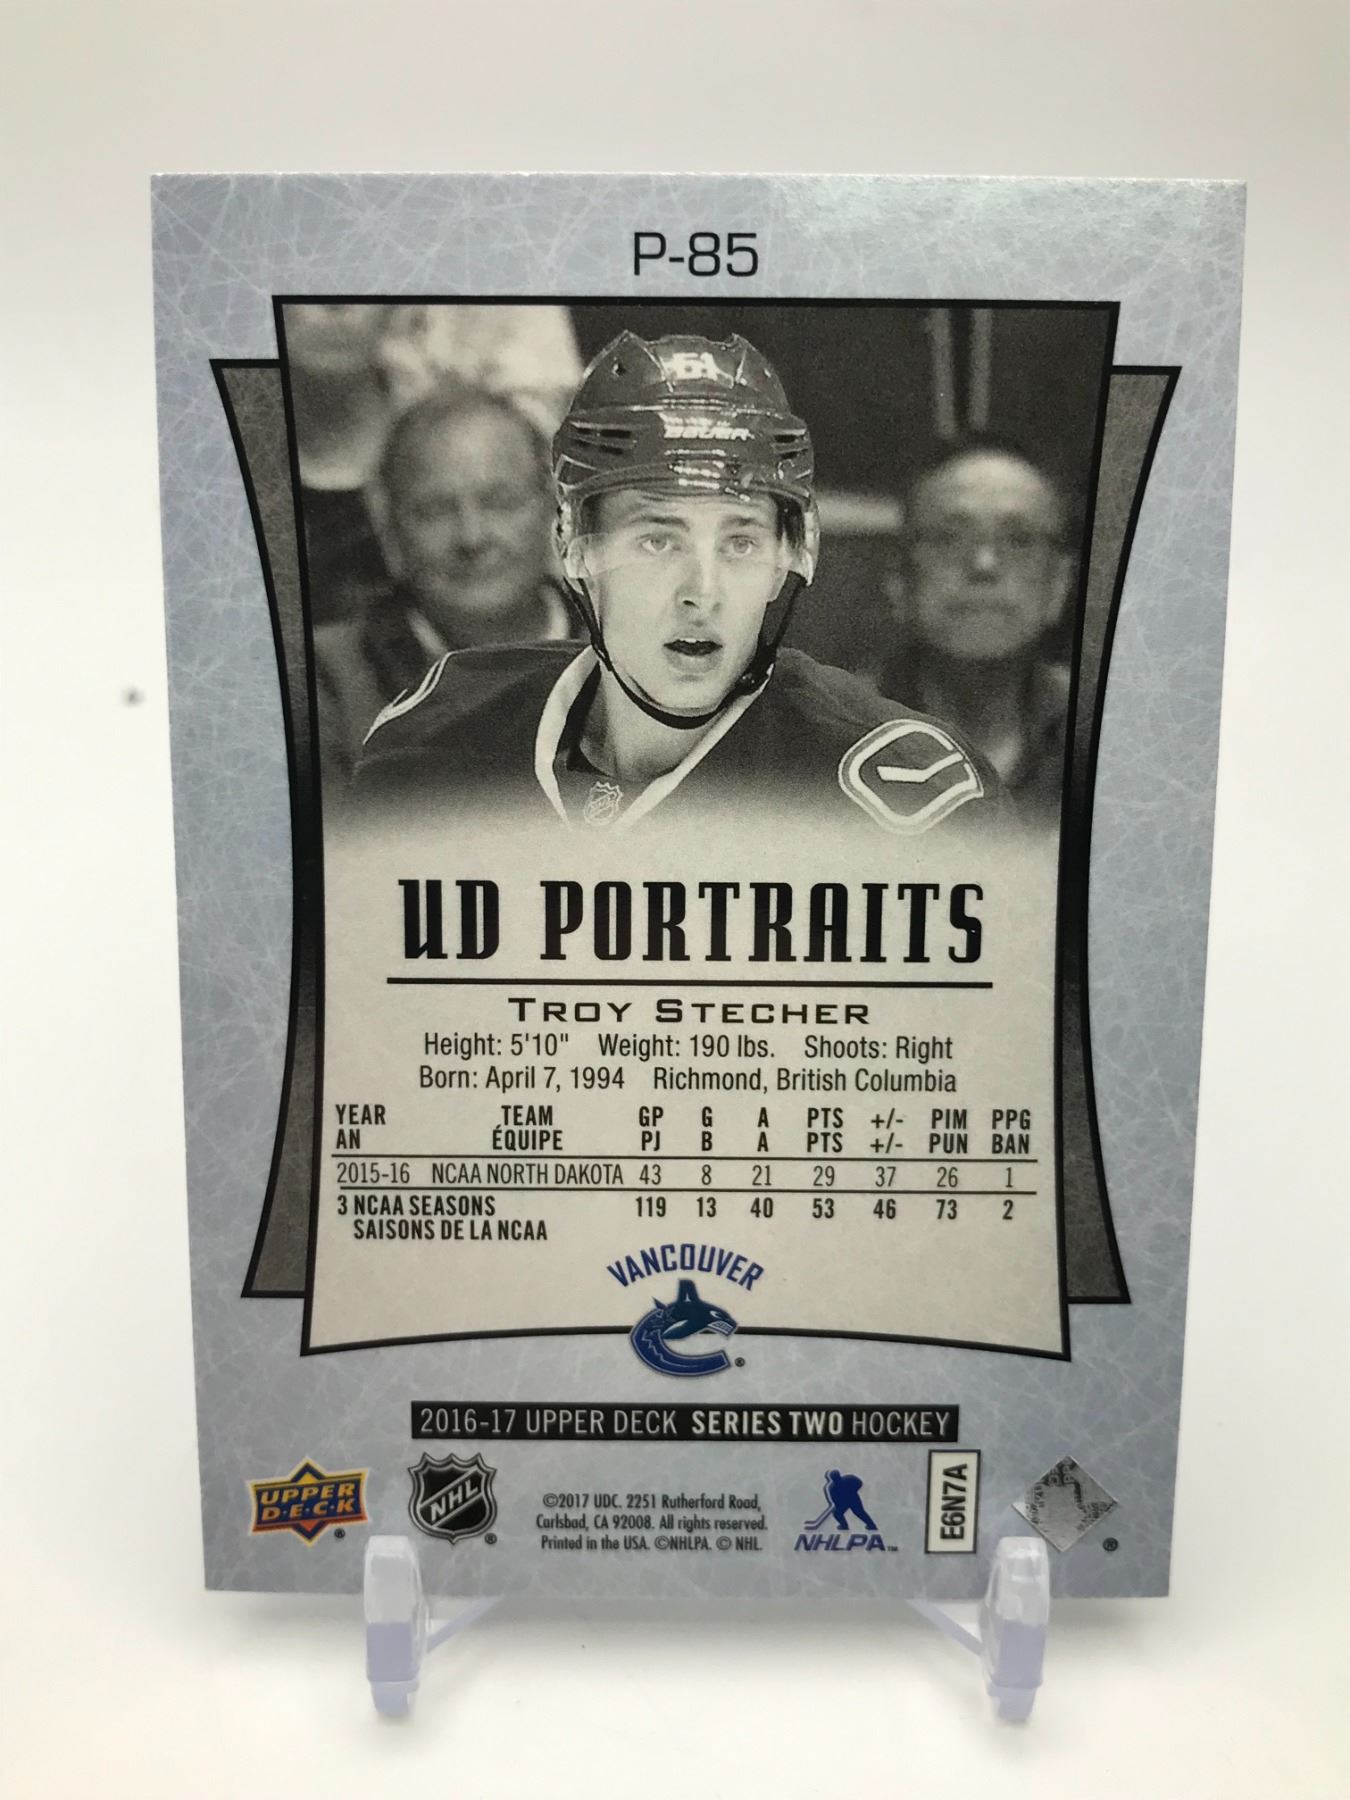 P-85
51
BAUER
UD PORTRAITS
TROY STECHER
Height: 5'10" Weight: 190 lbs. Shoots: Right
Born: April 7, 1994 Richmond, British Columbia
YEAR TEAM GP G A PTS +/- PIM PPG
AN ÉQUIPE PJ B A PTS +/- PUN BAN
2015-16 NCAA NORTH DAKOTA 43 8 21 29 37 26 1
3 NCAA SEASONS 119 13 40 53 46 73 2
SAISONS DE LA NCAA
VANCOUVER
®
2016-17 UPPER DECK SERIES TWO HOCKEY
UPPER D·E·C·K ®
NHL ®
©2017 UDC. 2251 Rutherford Road,
Carlsbad, CA 92008. All rights reserved.
Printed in the USA. ©NHLPA. © NHL.
NHLPA™
E6N7A
®